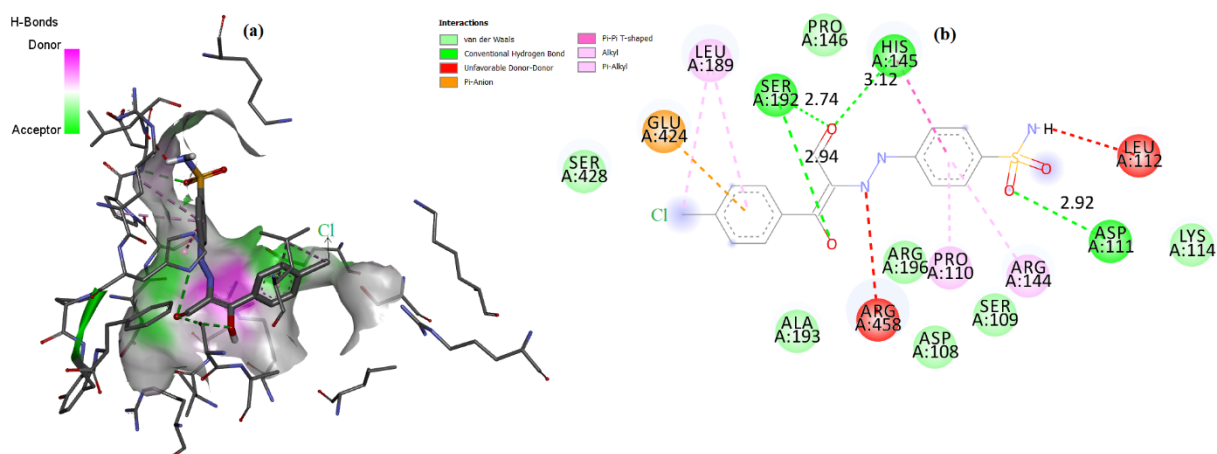 H-Bonds
Donor
Acceptor
(a)
Cl
Interactions
van der Waals
Conventional Hydrogen Bond
Unfavorable Donor-Donor
Pi-Anion
Pi-Pi T-shaped
Alkyl
Pi-Alkyl
(b)
PRO
A:146
HIS
A:145
LEU
A:189
SER
A:192
2.74
3.12
GLU
A:424
SER
A:428
2.94
O
N
N
N
H
S
O
O
LEU
A:112
2.92
Cl
O
ASP
A:111
LYS
A:114
ARG
A:196
PRO
A:110
ARG
A:144
SER
A:109
ALA
A:193
ARG
A:458
ASP
A:108